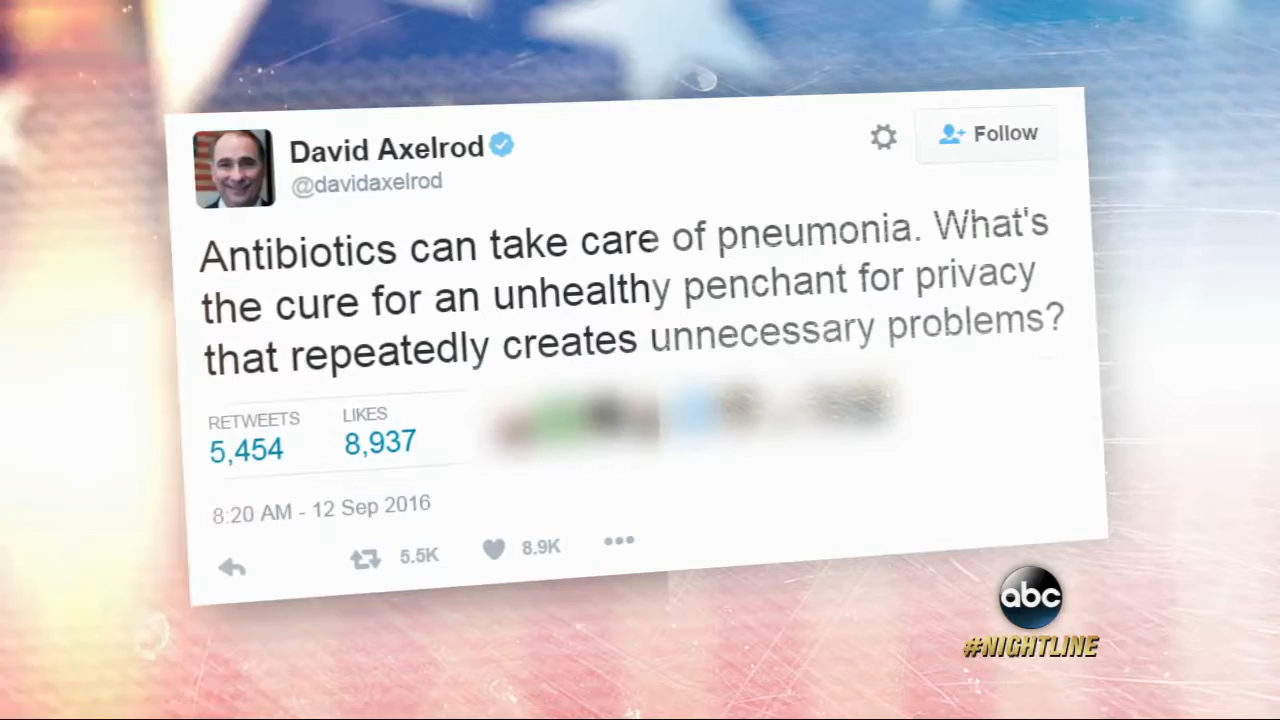 David Axelrod
@davidaxelrod
Follow
Antibiotics can take care of pneumonia. What's
the cure for an unhealthy penchant for privacy
that repeatedly creates unnecessary problems?
RETWEETS LIKES
5,454 8,937
8:20 AM - 12 Sep 2016
5.5K 8.9K
abc
#NIGHTLINE